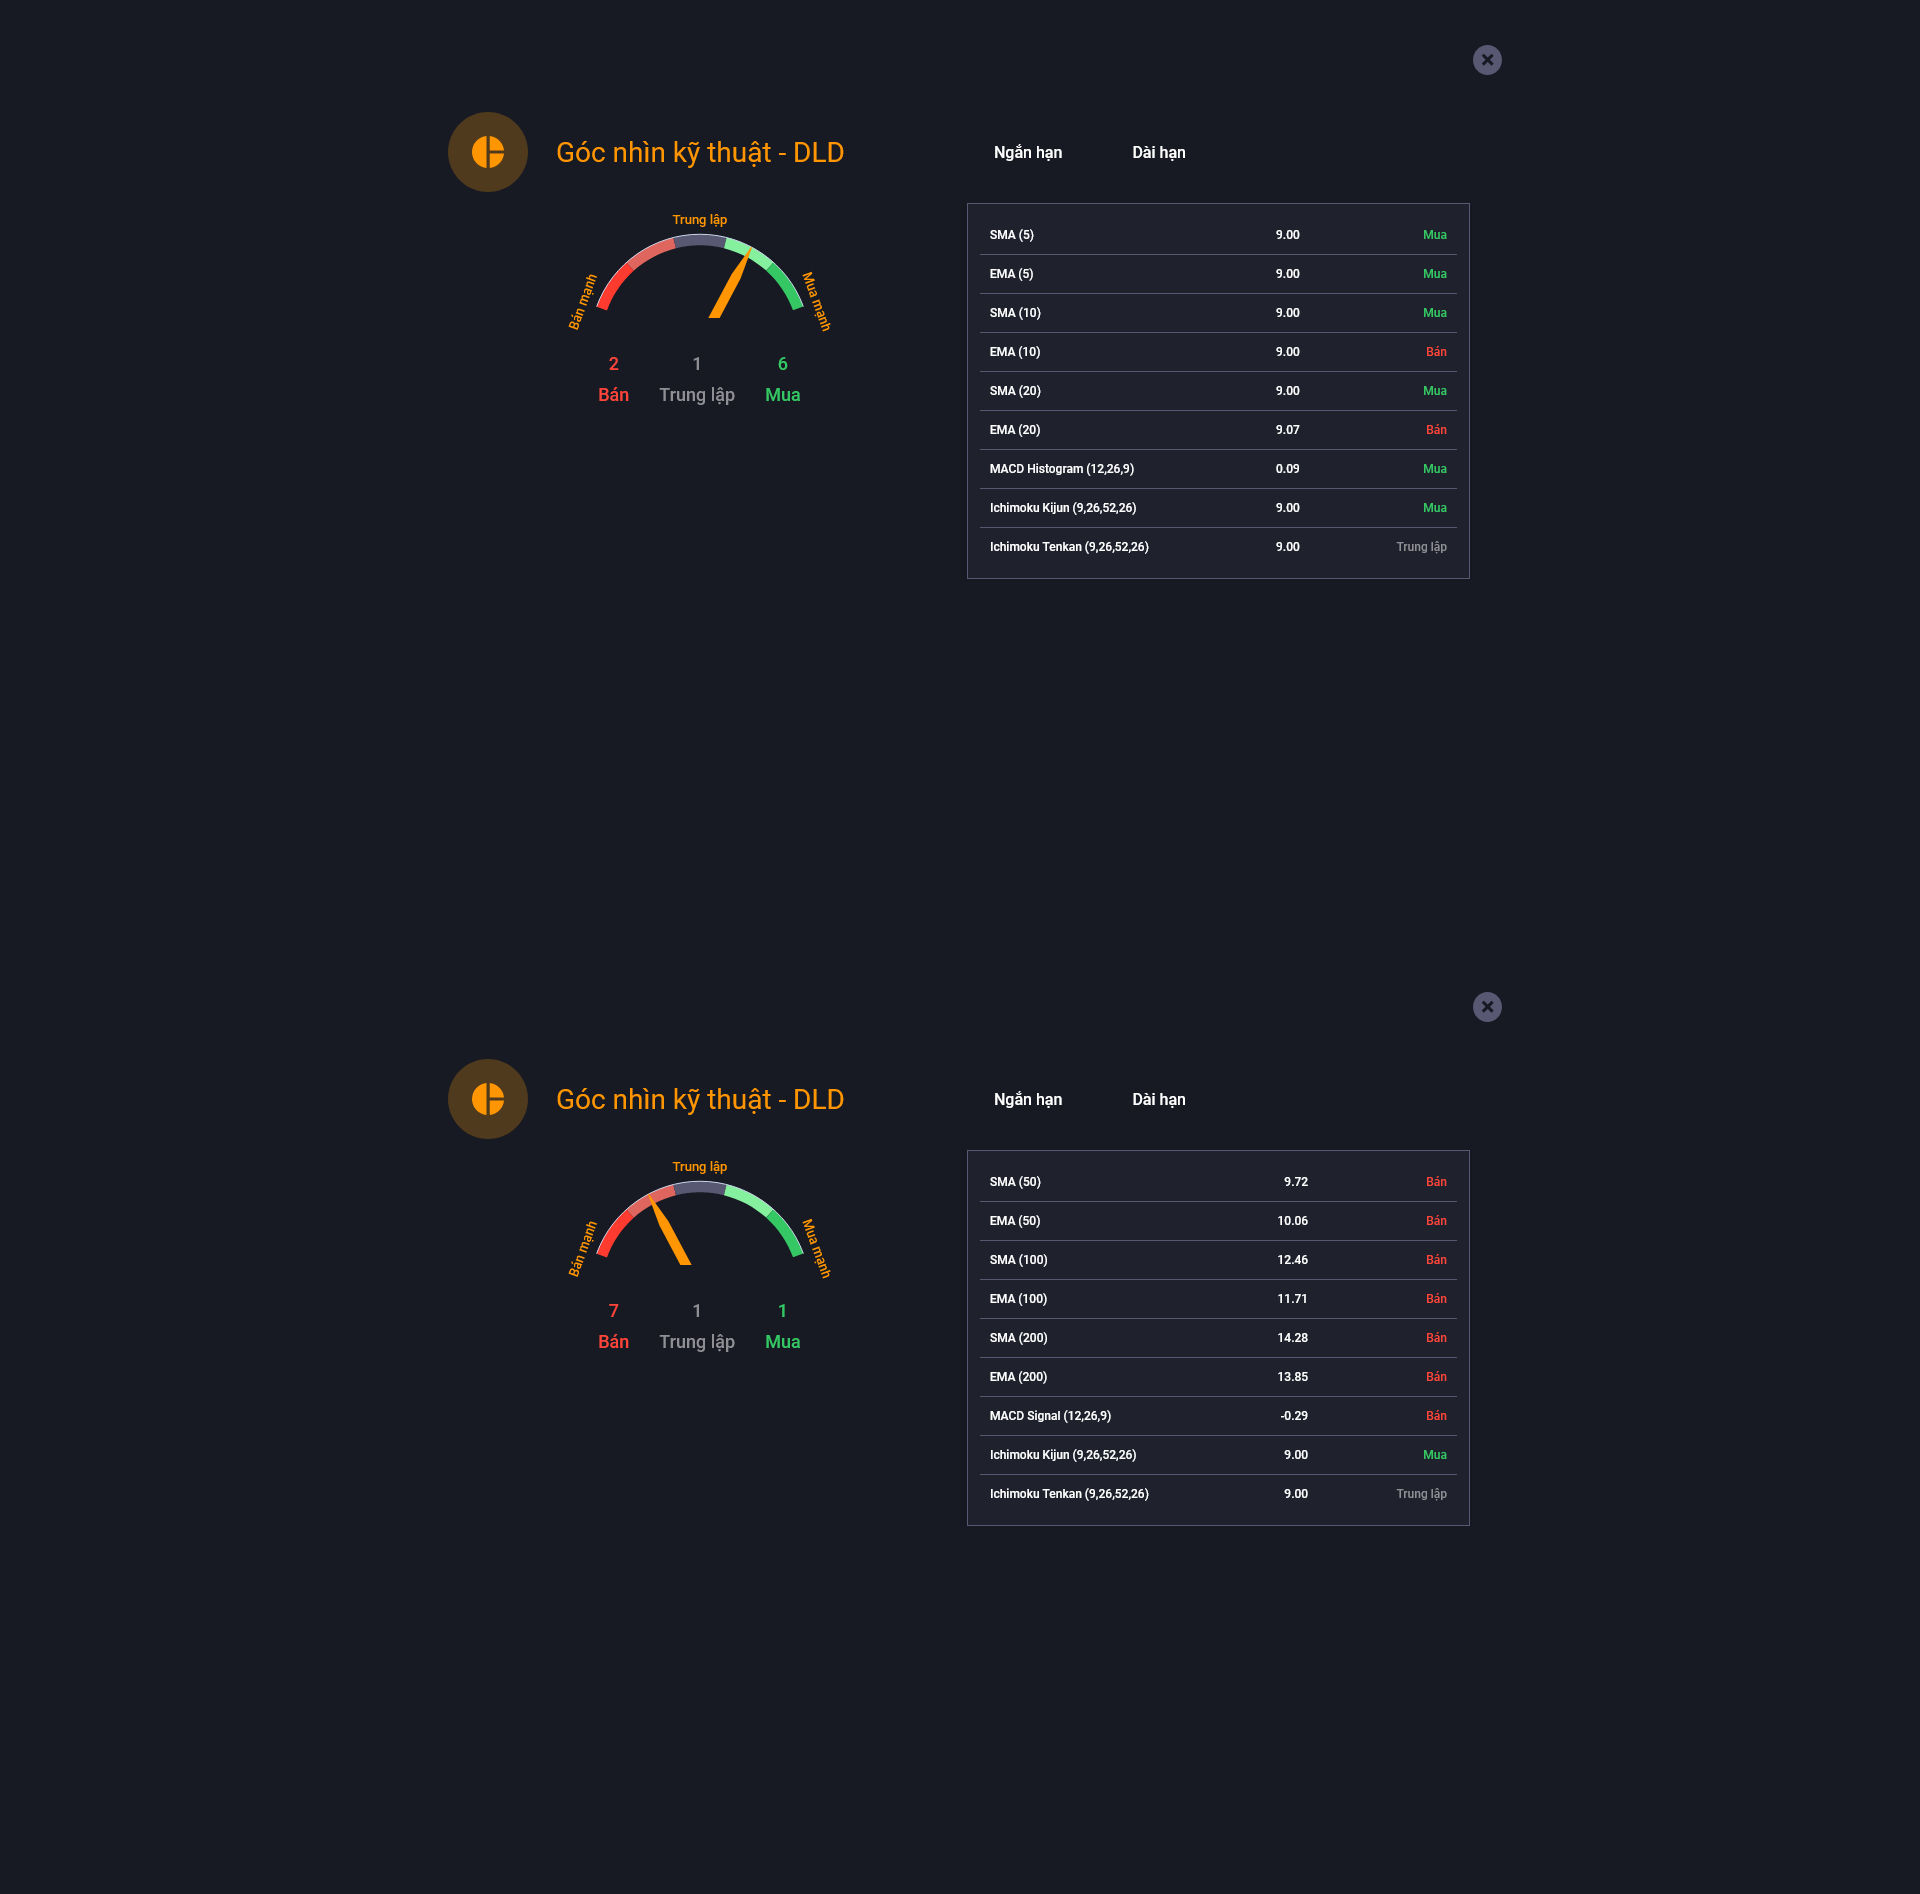 Góc nhìn kỹ thuật - DLD
Ngắn hạn Dài hạn
Trung lập
Bán mạnh
Mua mạnh
2 1 6
Bán Trung lập Mua
SMA (5) 9.00 Mua
EMA (5) 9.00 Mua
SMA (10) 9.00 Mua
EMA (10) 9.00 Bán
SMA (20) 9.00 Mua
EMA (20) 9.07 Bán
MACD Histogram (12,26,9) 0.09 Mua
Ichimoku Kijun (9,26,52,26) 9.00 Mua
Ichimoku Tenkan (9,26,52,26) 9.00 Trung lập
Góc nhìn kỹ thuật - DLD
Ngắn hạn Dài hạn
Trung lập
Bán mạnh
Mua mạnh
7 1 1
Bán Trung lập Mua
SMA (50) 9.72 Bán
EMA (50) 10.06 Bán
SMA (100) 12.46 Bán
EMA (100) 11.71 Bán
SMA (200) 14.28 Bán
EMA (200) 13.85 Bán
MACD Signal (12,26,9) -0.29 Bán
Ichimoku Kijun (9,26,52,26) 9.00 Mua
Ichimoku Tenkan (9,26,52,26) 9.00 Trung lập